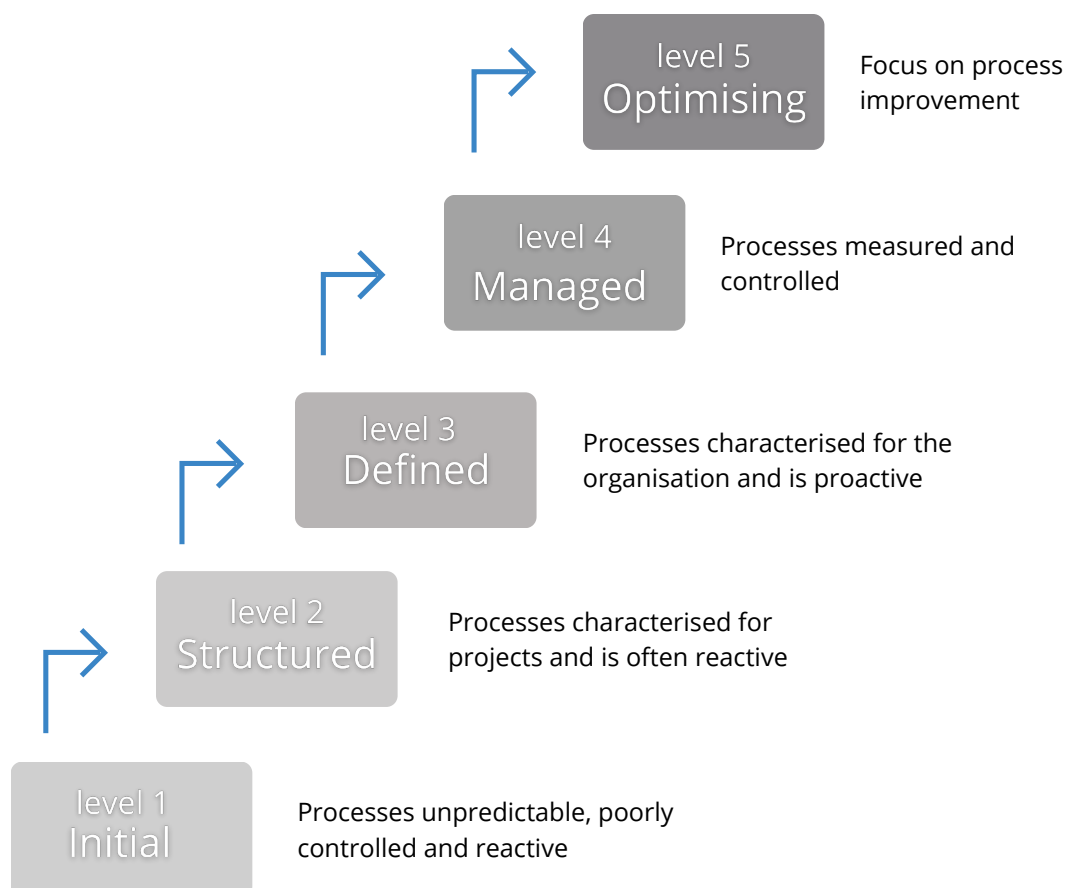 level 5
Optimising
Focus on process
improvement
level 4
Managed
Processes measured and
controlled
level 3
Defined
Processes characterised for the
organisation and is proactive
level 2
Structured
Processes characterised for
projects and is often reactive
level 1
Initial
Processes unpredictable, poorly
controlled and reactive